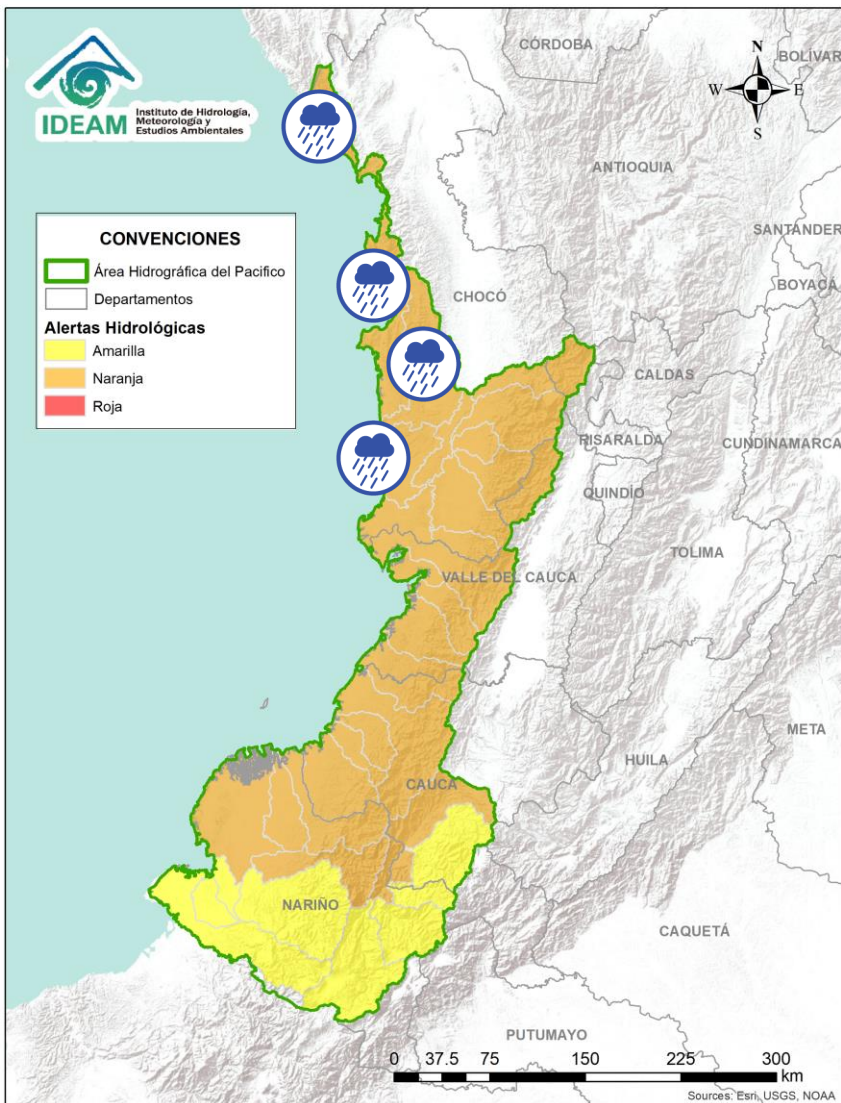 IDEAM
Instituto de Hidrología,
Meteorología y
Estudios Ambientales
CÓRDOBA
BOLÍVAR
N
W
E
S
ANTIOQUIA
SANTANDER
BOYACÁ
CONVENCIONES
Área Hidrográfica del Pacifico
Departamentos
Alertas Hidrológicas
Amarilla
Naranja
Roja
CHOCÓ
CALDAS
RISARALDA
CUNDINAMARCA
QUINDÍO
TOLIMA
VALLE DEL CAUCA
META
HUILA
CAUCA
NARIÑO
CAQUETÁ
PUTUMAYO
0 37.5 75 150 225 300
km
Sources: Esri, USGS, NOAA